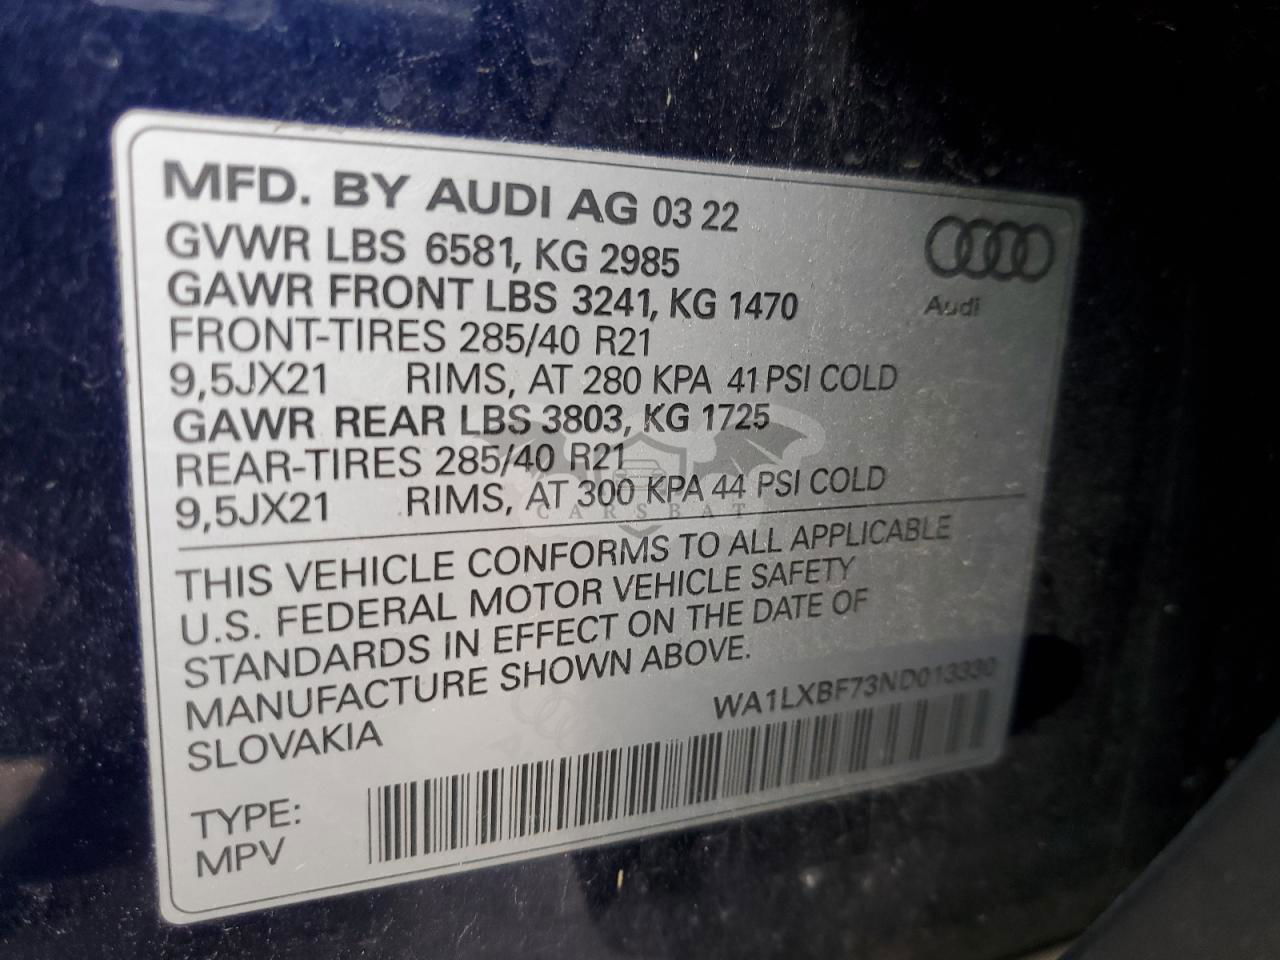 MFD. BY AUDI AG 03 22
GVWR LBS 6581, KG 2985
GAWR FRONT LBS 3241, KG 1470
FRONT-TIRES 285/40 R21
9,5JX21 RIMS, AT 280 KPA 41 PSI COLD
GAWR REAR LBS 3803, KG 1725
REAR-TIRES 285/40 R21
9,5JX21 RIMS, AT 300 KPA 44 PSI COLD
Audi
CARSBAT
THIS VEHICLE CONFORMS TO ALL APPLICABLE
U.S. FEDERAL MOTOR VEHICLE SAFETY
STANDARDS IN EFFECT ON THE DATE OF
MANUFACTURE SHOWN ABOVE.
SLOVAKIA
WA1LXBF73ND013330
TYPE:
MPV